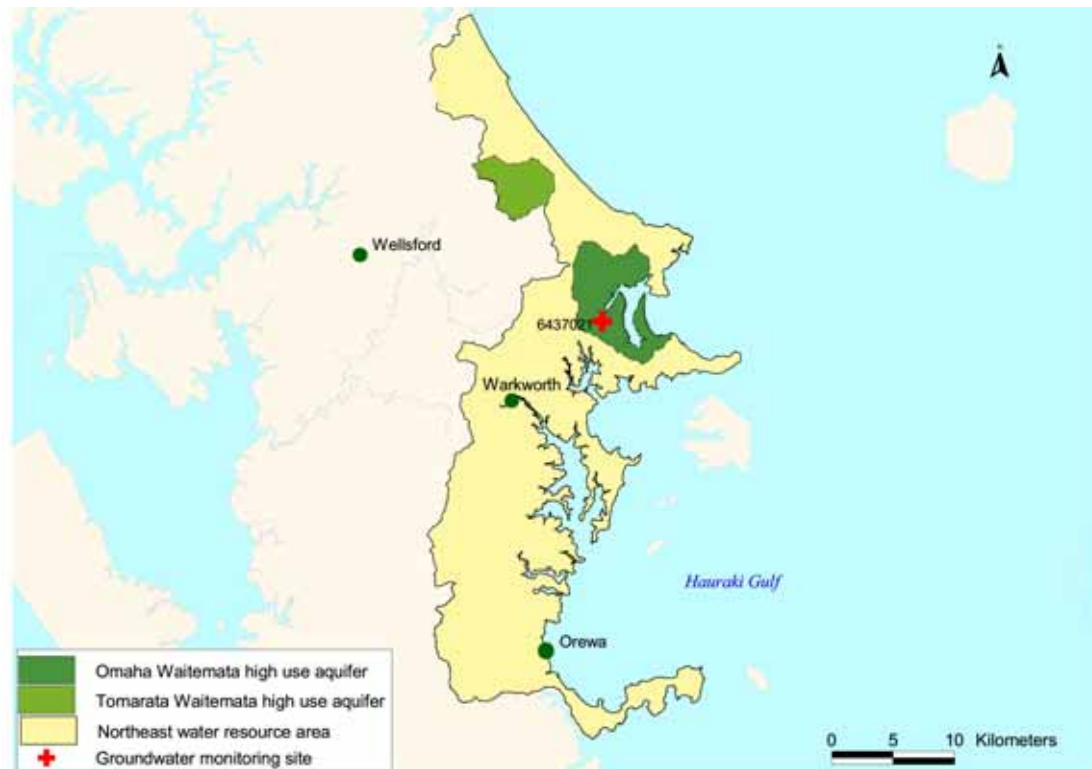 Wellsford
6437021
Warkworth
Hauraki Gulf
Orewa
Omaha Waitemata high use aquifer
Tomarata Waitemata high use aquifer
Northeast water resource area
Groundwater monitoring site
0 5 10 Kilometers